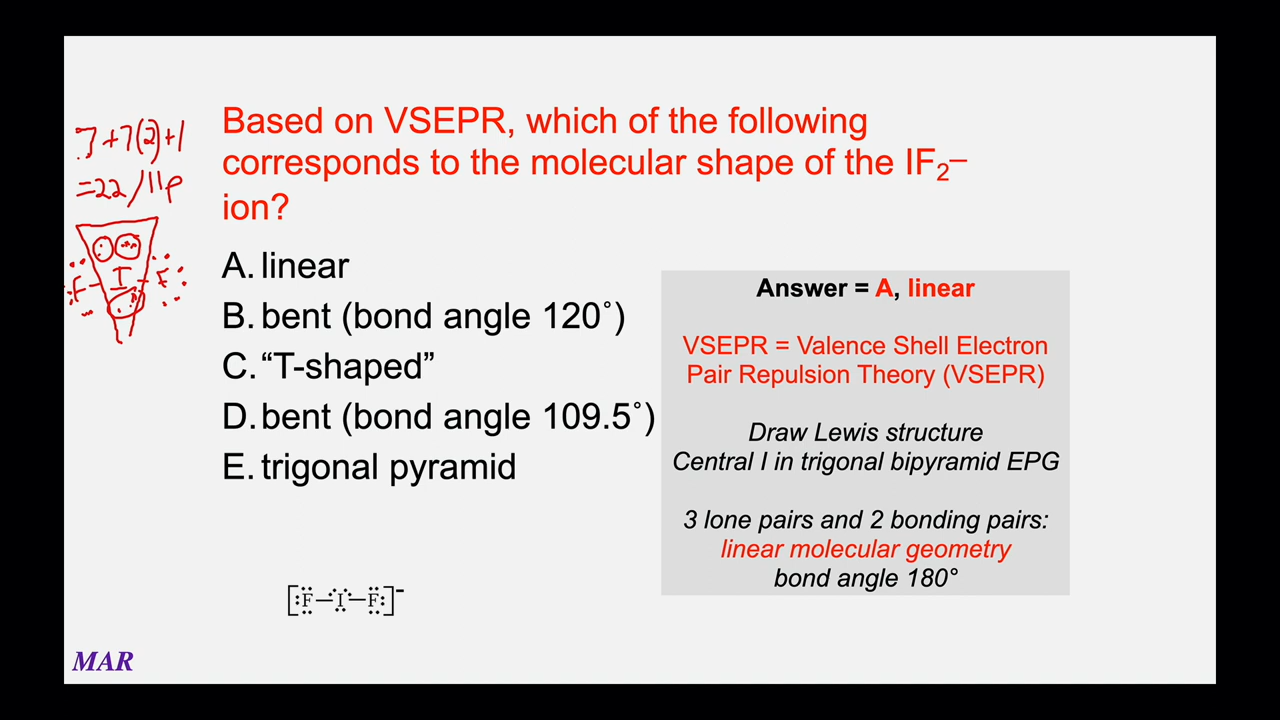 7+7(2)+1
=22/11p
Based on VSEPR, which of the following
corresponds to the molecular shape of the IF₂⁻
ion?
A. linear
B. bent (bond angle 120˚)
C. “T-shaped”
D. bent (bond angle 109.5˚)
E. trigonal pyramid
F-I-F
Answer = A, linear
VSEPR = Valence Shell Electron
Pair Repulsion Theory (VSEPR)
Draw Lewis structure
Central I in trigonal bipyramid EPG
3 lone pairs and 2 bonding pairs:
linear molecular geometry
bond angle 180°
[F–I–F]-
MAR